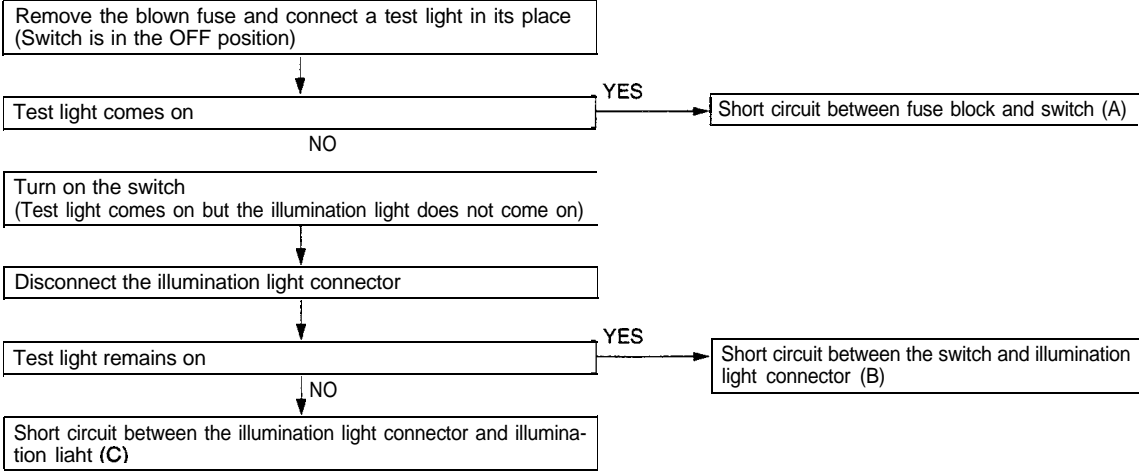 Remove the blown fuse and connect a test light in its place
(Switch is in the OFF position)
YES
Test light comes on
Short circuit between fuse block and switch (A)
NO
Turn on the switch
(Test light comes on but the illumination light does not come on)
Disconnect the illumination light connector
YES
Test light remains on
Short circuit between the switch and illumination
light connector (B)
NO
Short circuit between the illumination light connector and illumina-
tion liaht (C)